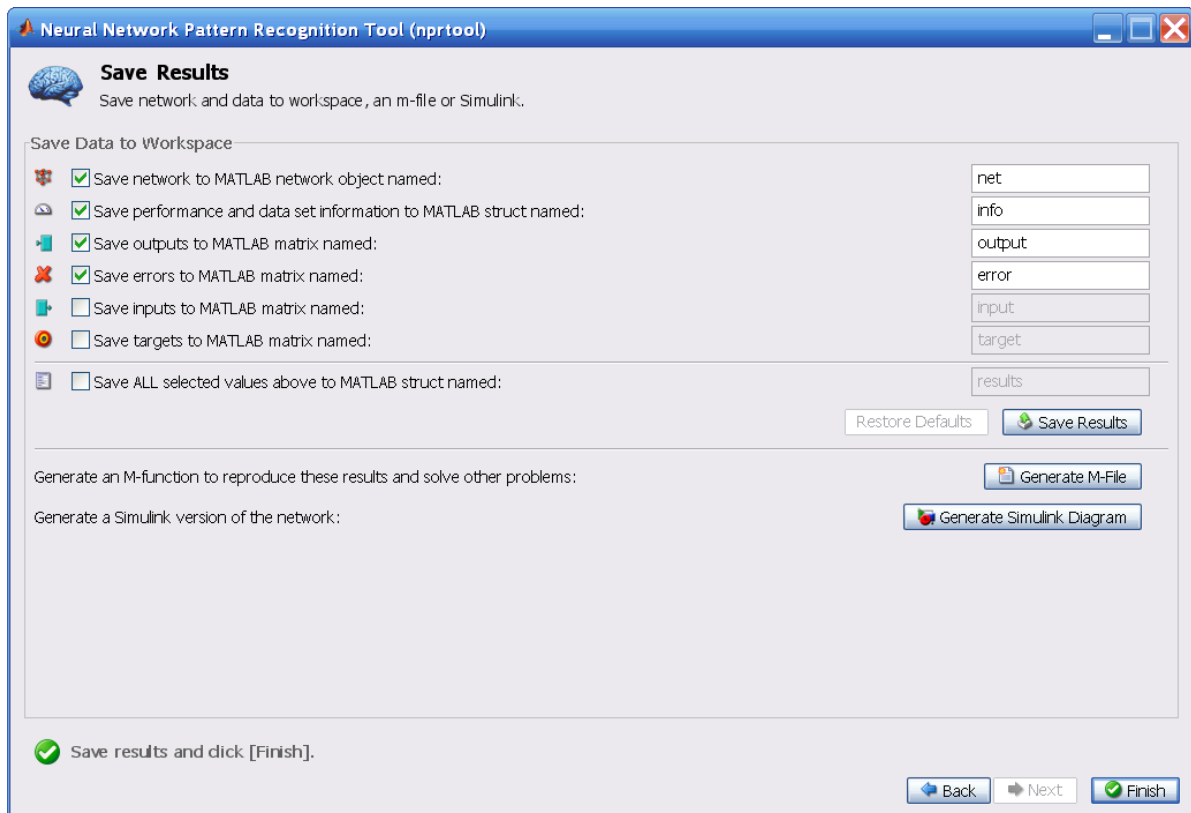 Neural Network Pattern Recognition Tool (nprtool)
Save Results
Save network and data to workspace, an m-file or Simulink.
Save Data to Workspace
Save network to MATLAB network object named: net
Save performance and data set information to MATLAB struct named: info
Save outputs to MATLAB matrix named: output
Save errors to MATLAB matrix named: error
Save inputs to MATLAB matrix named: input
Save targets to MATLAB matrix named: target
Save ALL selected values above to MATLAB struct named: results
Restore Defaults Save Results
Generate an M-function to reproduce these results and solve other problems: Generate M-File
Generate a Simulink version of the network: Generate Simulink Diagram
Save results and click [Finish].
Back Next Finish